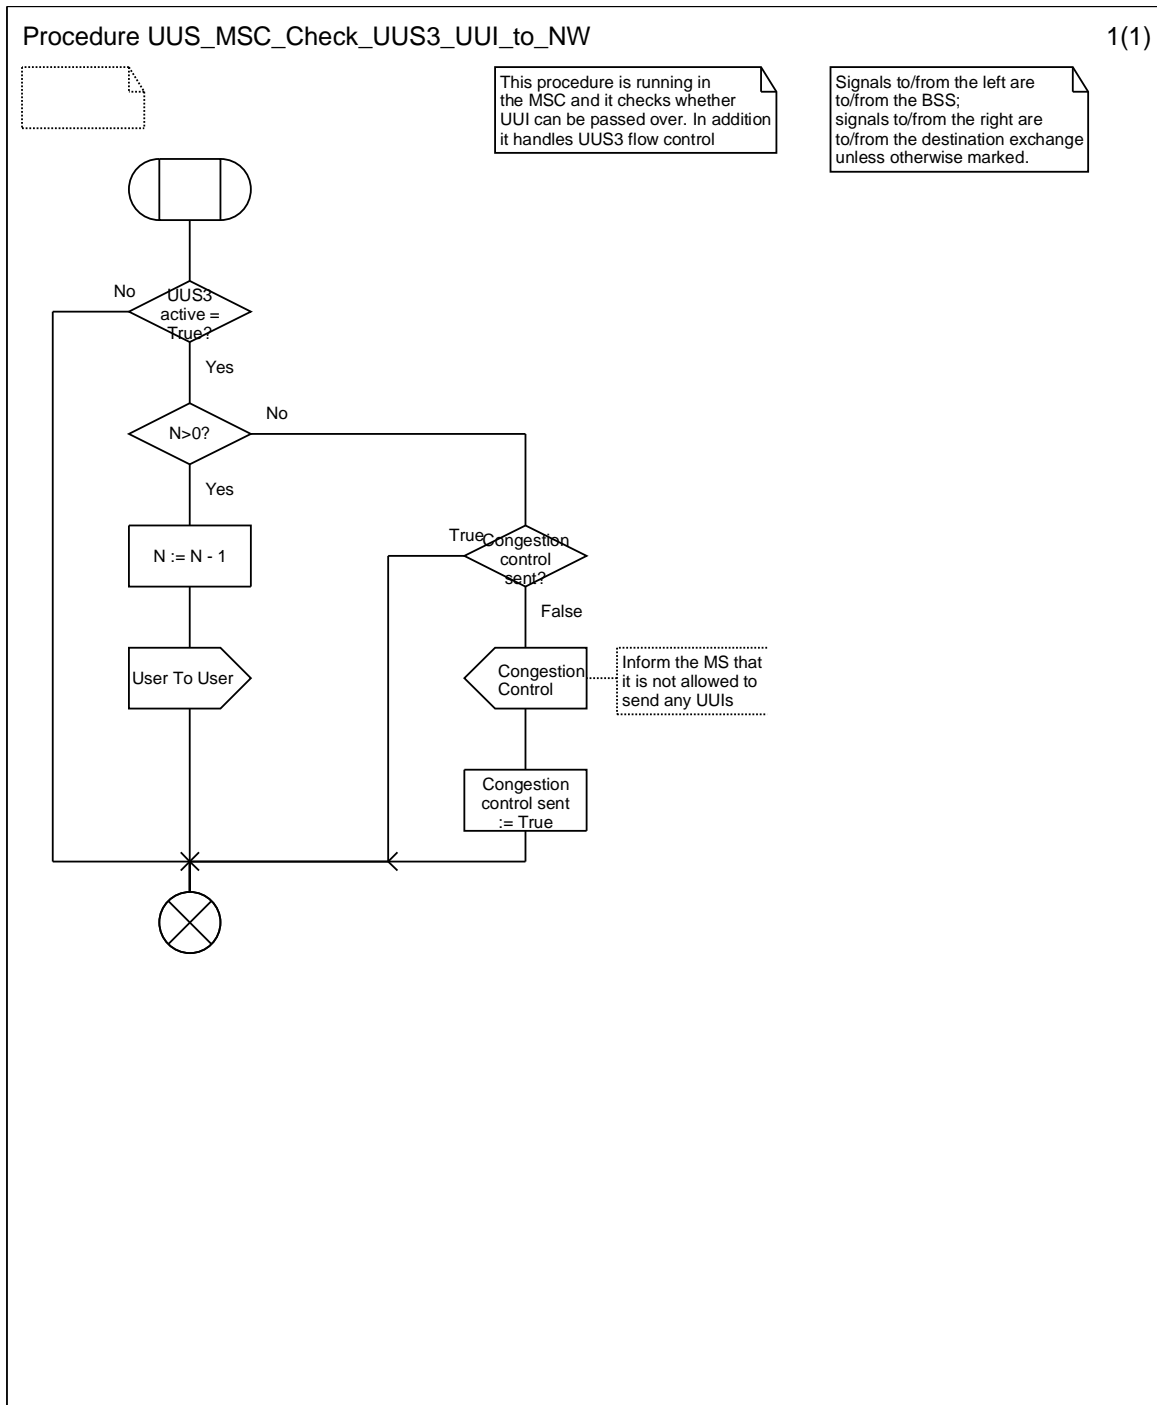 Procedure UUS_MSC_Check_UUS3_UUI_to_NW
1(1)
This procedure is running in
the MSC and it checks whether
UUI can be passed over. In addition
it handles UUS3 flow control
Signals to/from the left are
to/from the BSS;
signals to/from the right are
to/from the destination exchange
unless otherwise marked.
No
UUS3
active =
True?
Yes
N>0?
No
Yes
N := N - 1
True
Congestion
control
sent?
False
User To User
Congestion
Control
Inform the MS that
it is not allowed to
send any UUIs
Congestion
control sent
:= True